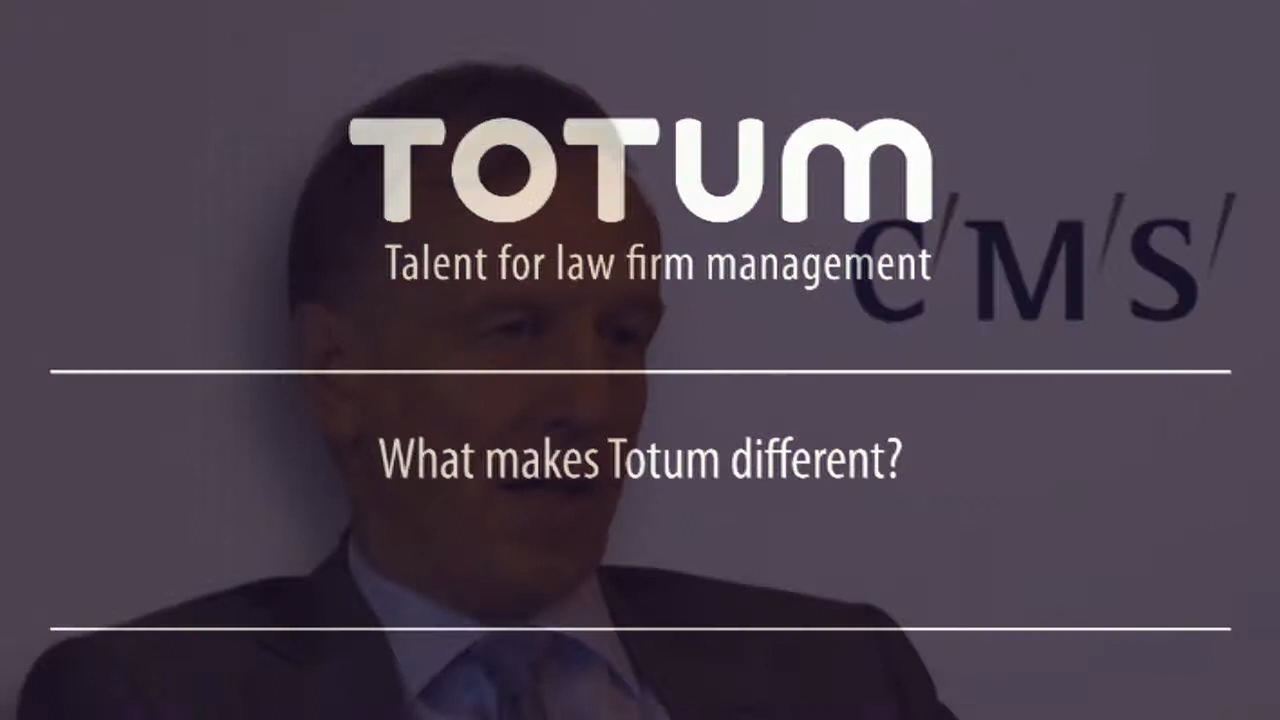 TOTUM
Talent for law firm management
C/M/S/
What makes Totum different?